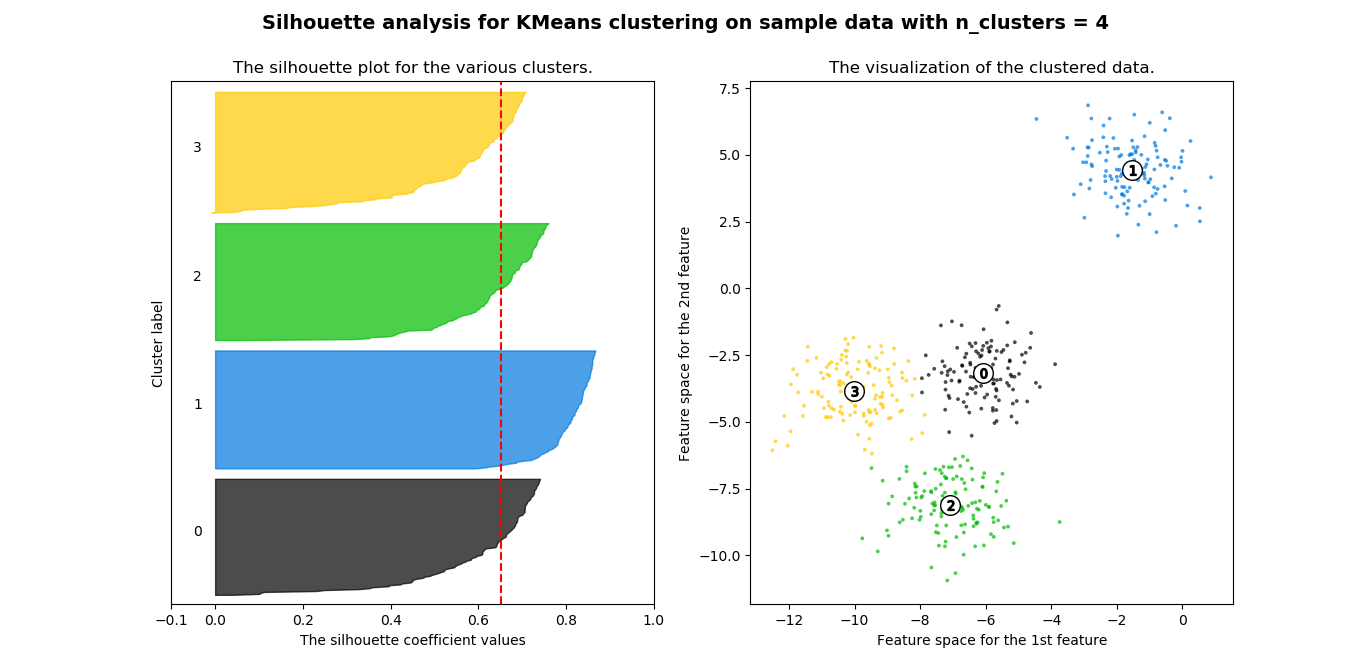 Silhouette analysis for KMeans clustering on sample data with n_clusters = 4
The silhouette plot for the various clusters.
3
2
1
0
Cluster label
−0.1 0.0 0.2 0.4 0.6 0.8 1.0
The silhouette coefficient values
The visualization of the clustered data.
7.5
5.0
2.5
0.0
−2.5
−5.0
−7.5
−10.0
Feature space for the 2nd feature
1
0
3
2
−12 −10 −8 −6 −4 −2 0
Feature space for the 1st feature